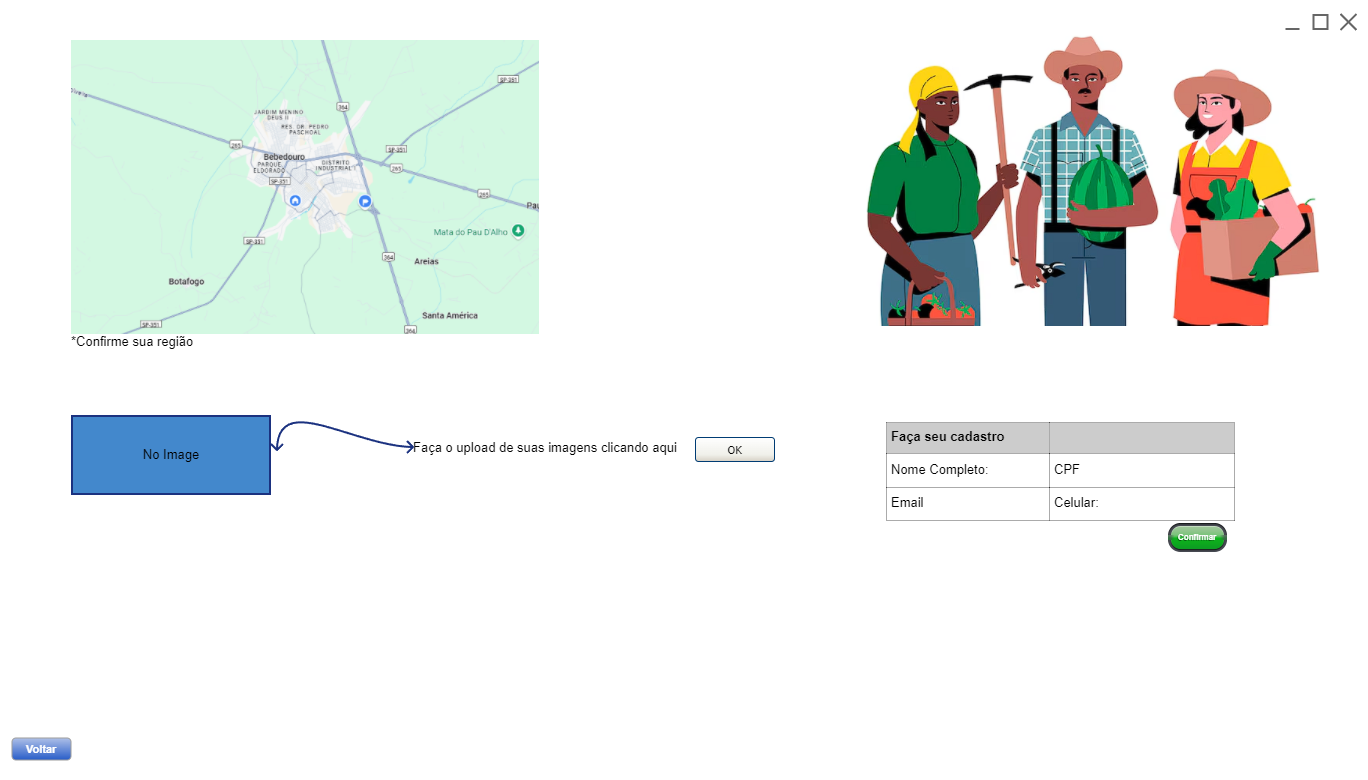 SP-351
364
JARDIM MENINO
DEUS II
RES. DR. PEDRO
PASCHOAL
265
SP-351
Bebedouro
PARQUE
ELDORADO
DISTRITO
INDUSTRIAL
265
SP-351
265
Pau
Mata do Pau D'Alho
SP-351
364
Areias
Botafogo
Santa América
SP-351
364
*Confirme sua região
No Image
Faça o upload de suas imagens clicando aqui
OK
Faça seu cadastro
Nome Completo:
CPF
Email
Celular:
Confirmar
Voltar